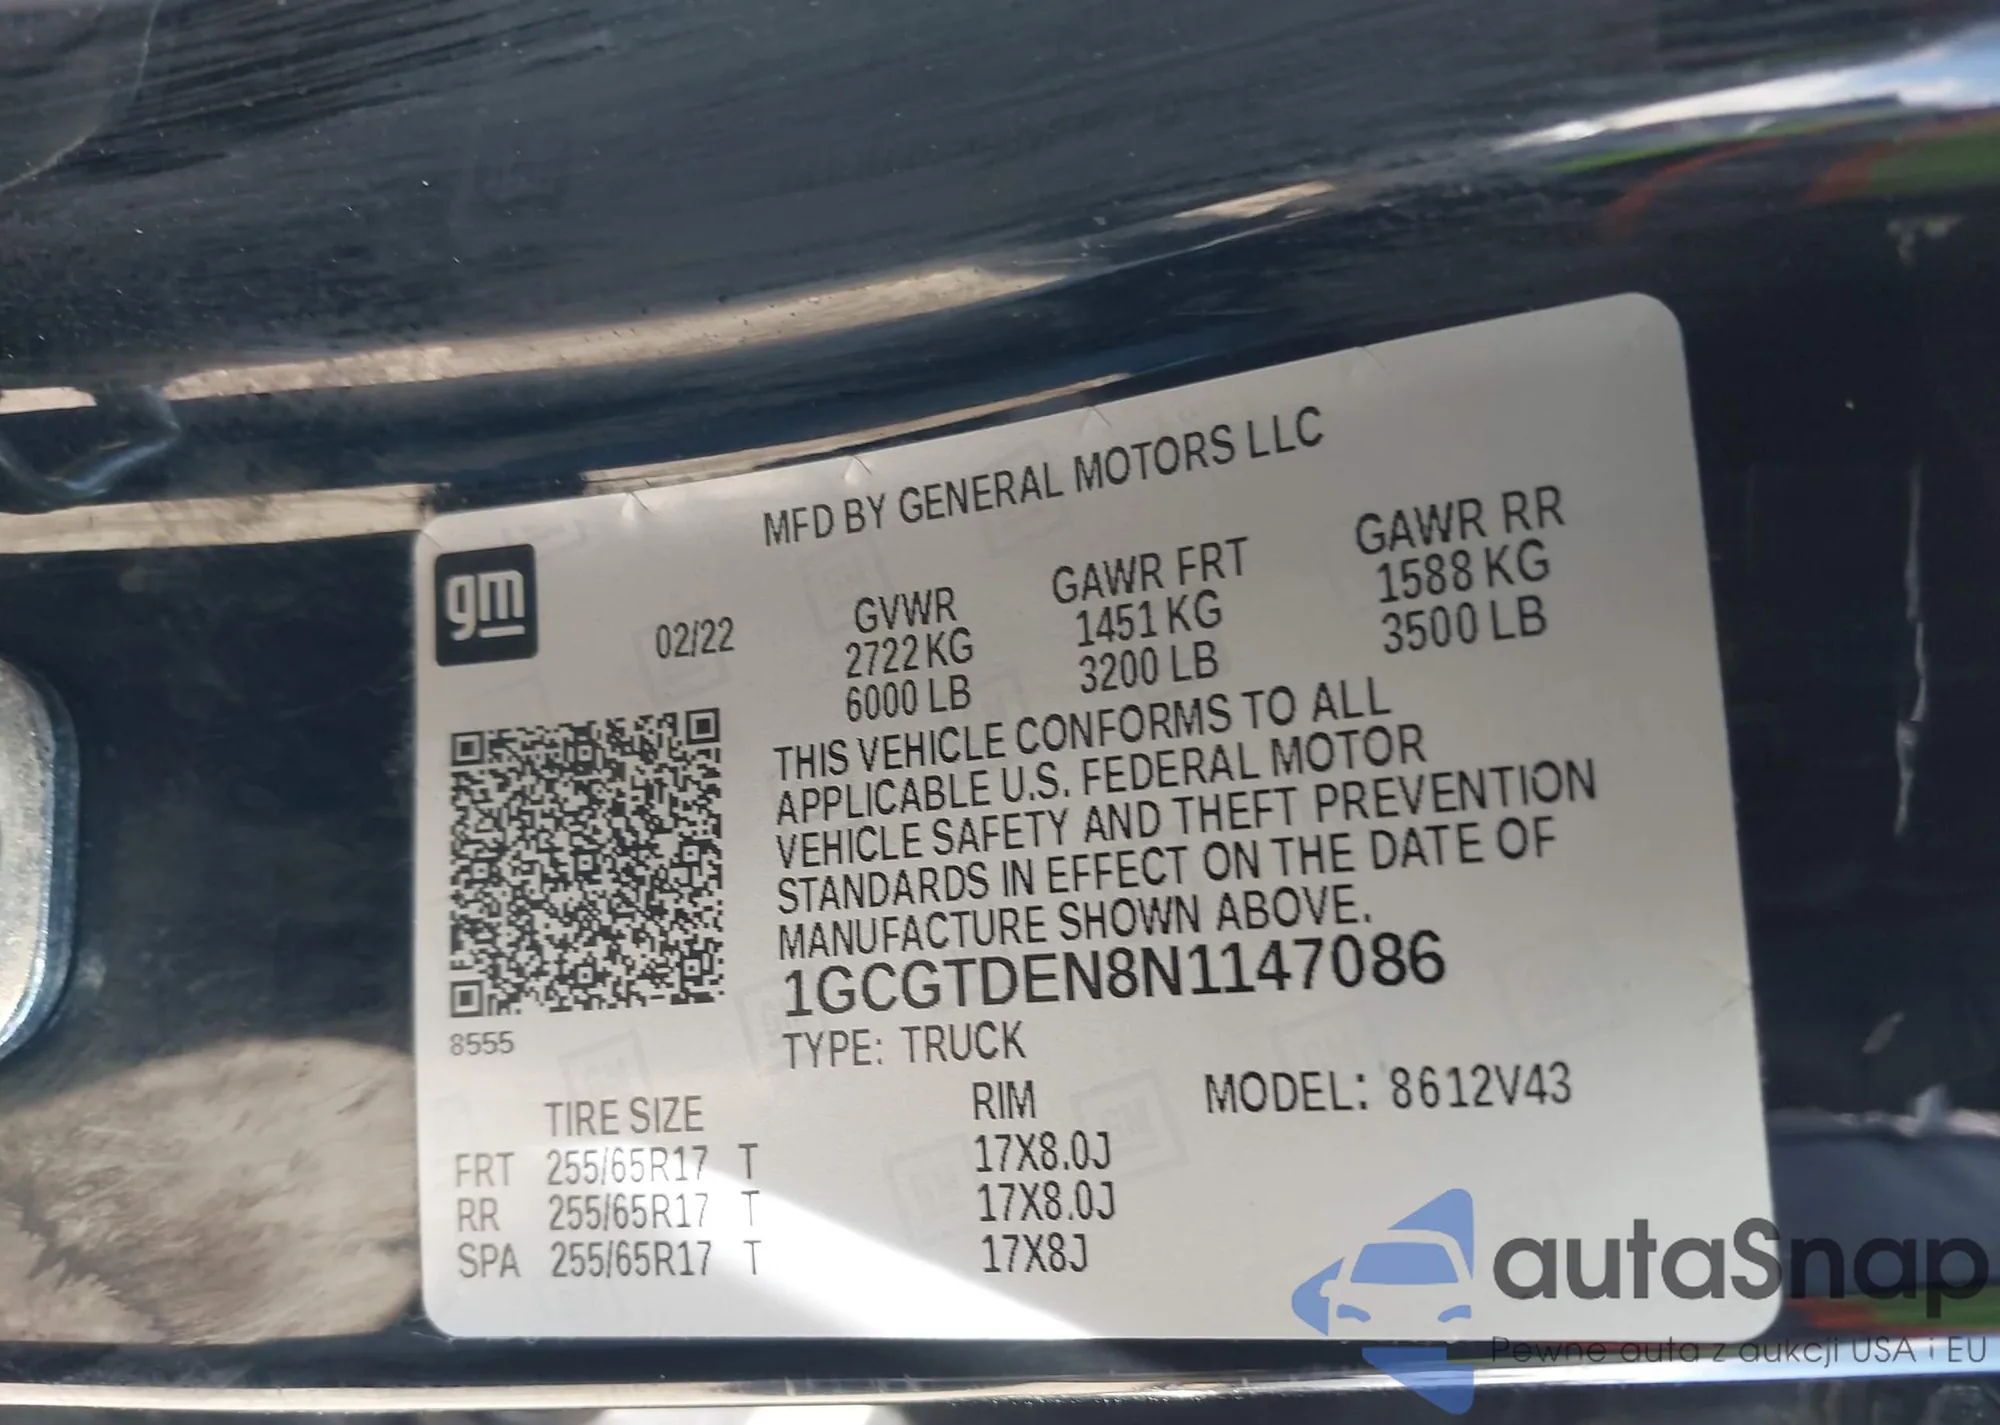 MFD BY GENERAL MOTORS LLC
gm
02/22
GVWR GAWR FRT GAWR RR
2722 KG 1451 KG 1588 KG
6000 LB 3200 LB 3500 LB
THIS VEHICLE CONFORMS TO ALL
APPLICABLE U.S. FEDERAL MOTOR
VEHICLE SAFETY AND THEFT PREVENTION
STANDARDS IN EFFECT ON THE DATE OF
MANUFACTURE SHOWN ABOVE.
1GCGTDEN8N1147086
8555
TYPE: TRUCK
TIRE SIZE RIM MODEL: 8612V43
FRT 255/65R17 T 17X8.0J
RR 255/65R17 T 17X8.0J
SPA 255/65R17 T 17X8J
autaSnap
Pewne auta z aukcji USA i EU